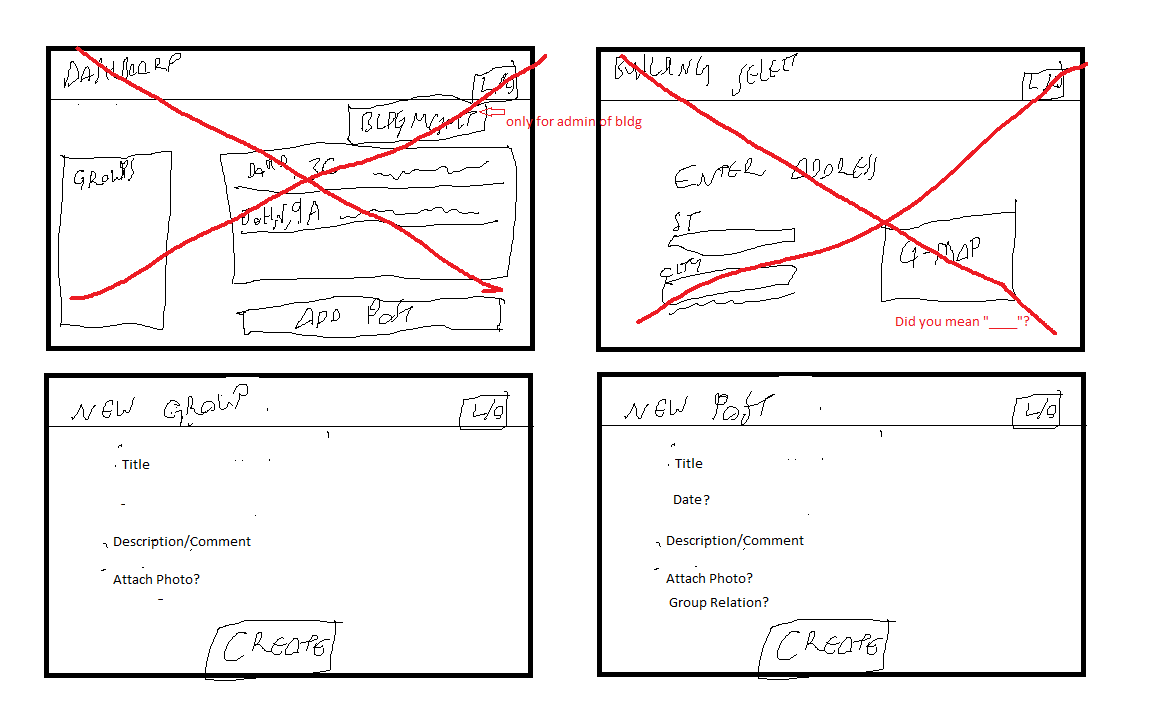 DASHBOARD
L/O
BLDG MGMT
only for admin of bldg
GROUPS
3C
JOHN, 9A
ADD POST
BUILDING SELECT
L/O
ENTER ADDRESS
ST
CITY
G-MAP
Did you mean "____"?
NEW GROUP
L/O
Title
Description/Comment
Attach Photo?
CREATE
NEW POST
L/O
Title
Date?
Description/Comment
Attach Photo?
Group Relation?
CREATE